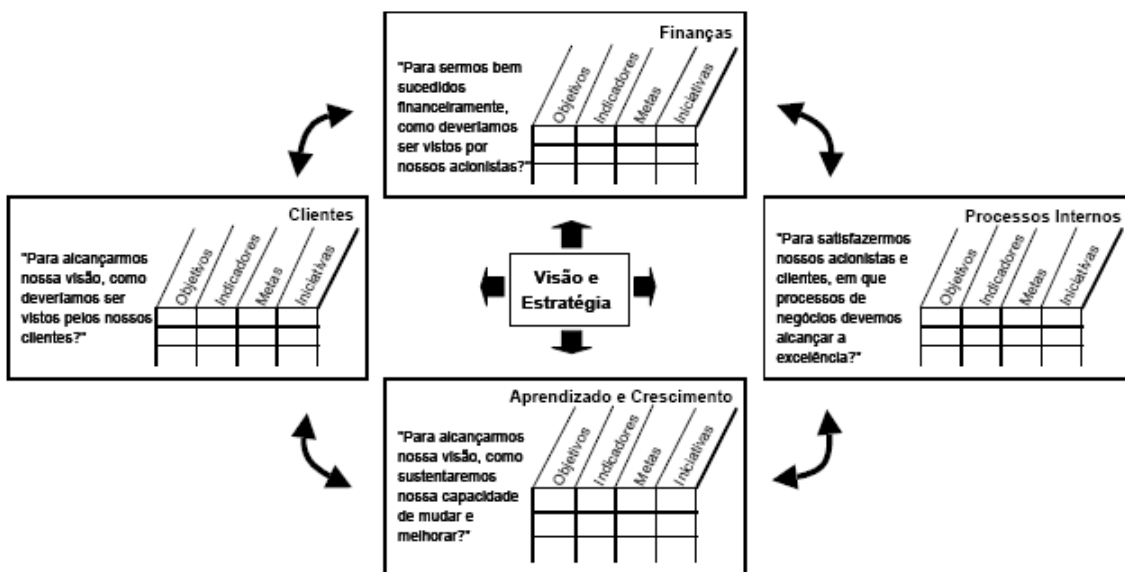 Finanças
"Para sermos bem
sucedidos
financeiramente,
como deveríamos
ser vistos por
nossos acionistas?"
Objetivos
Indicadores
Metas
Iniciativas
Clientes
"Para alcançarmos
nossa visão, como
deveríamos ser
vistos pelos nossos
clientes?"
Objetivos
Indicadores
Metas
Iniciativas
Visão e
Estratégia
Processos Internos
"Para satisfazermos
nossos acionistas e
clientes, em que
processos de
negócios devemos
alcançar a
excelência?"
Objetivos
Indicadores
Metas
Iniciativas
Aprendizado e Crescimento
"Para alcançarmos
nossa visão, como
sustentaremos
nossa capacidade
de mudar e
melhorar?"
Objetivos
Indicadores
Metas
Iniciativas